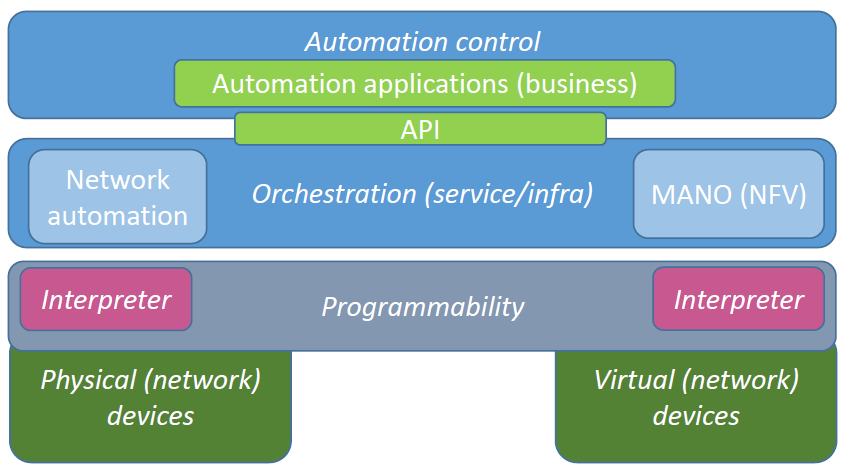 Automation control
Automation applications (business)
API
Network
automation
Orchestration (service/infra)
MANO (NFV)
Interpreter
Programmability
Interpreter
Physical (network)
devices
Virtual (network)
devices